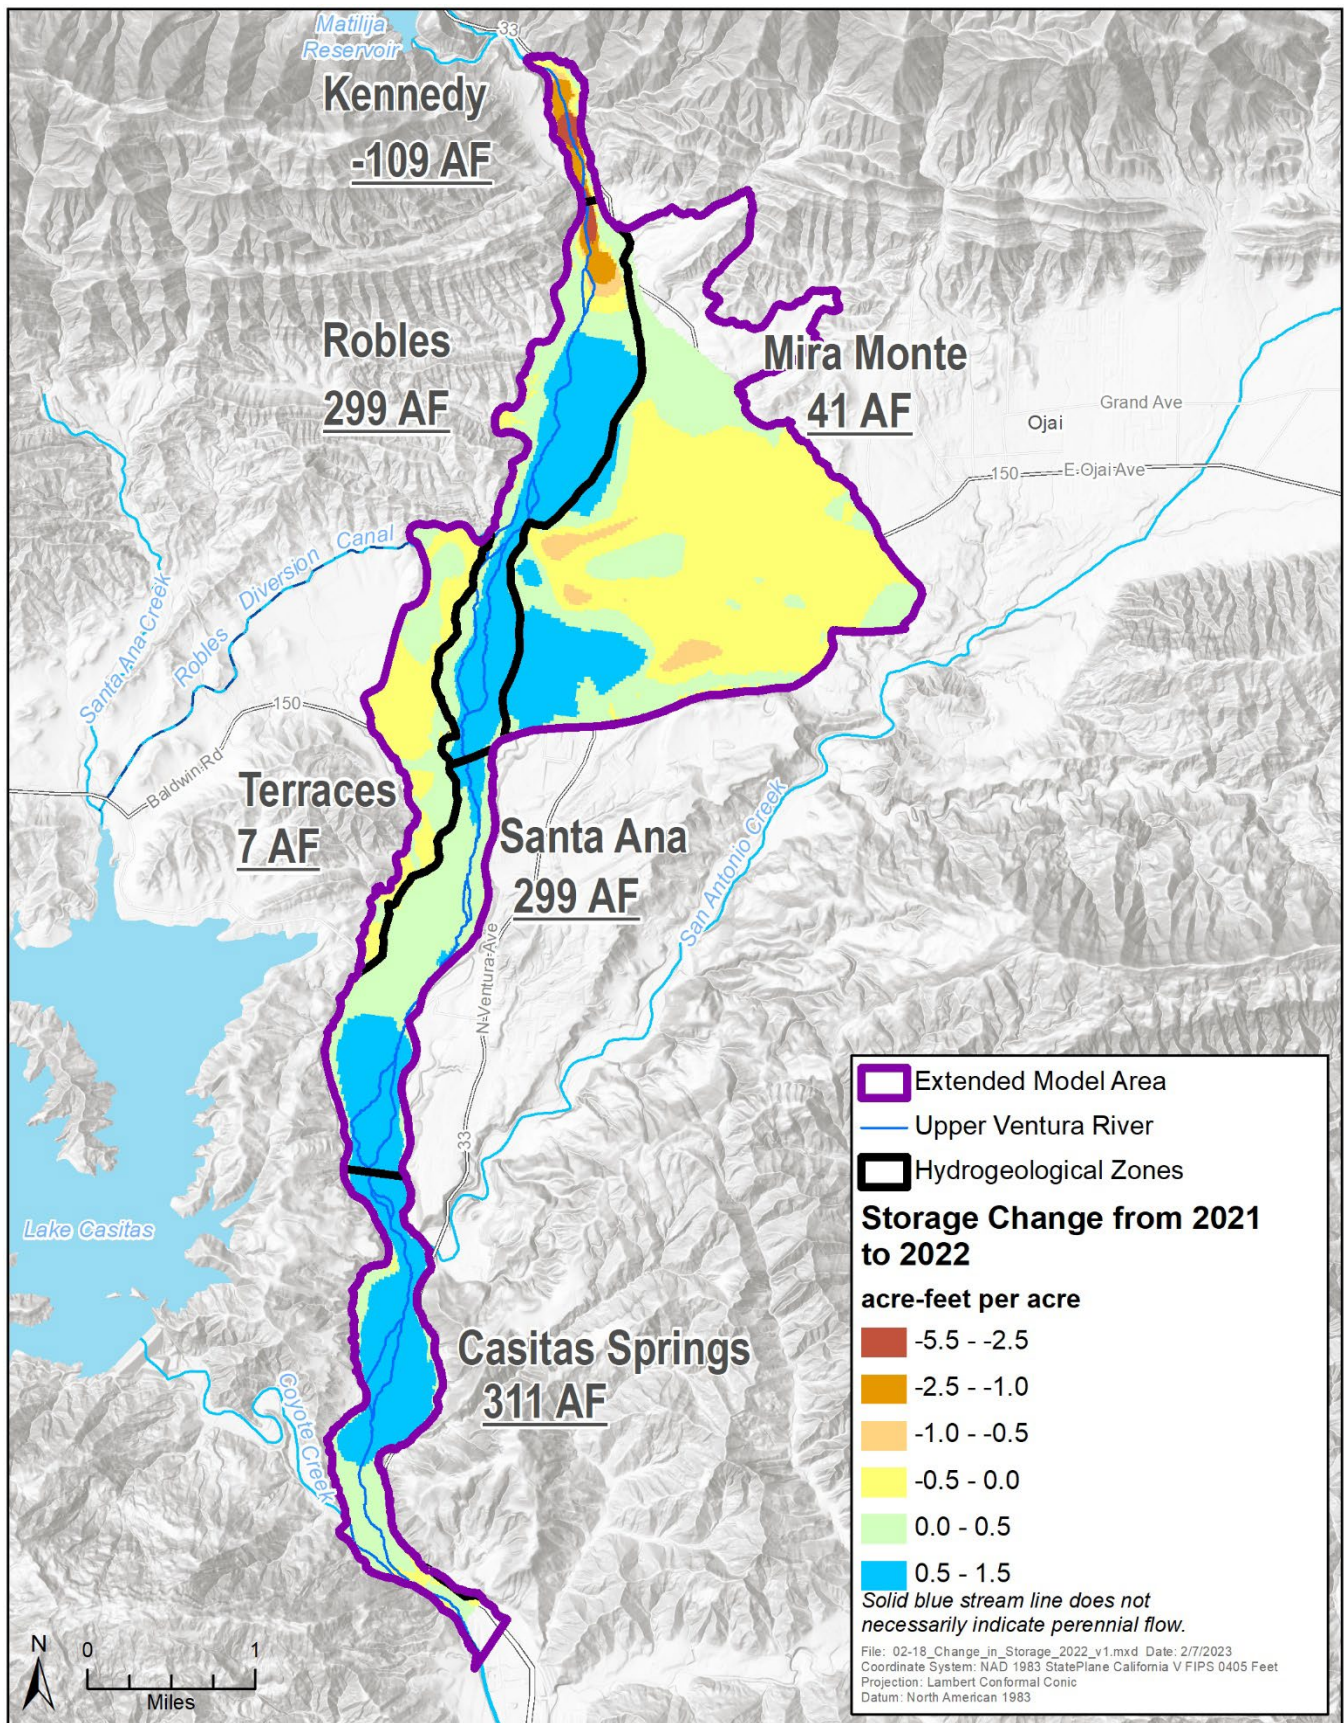 Matilija
Reservoir
33
Kennedy
-109 AF
Robles
299 AF
Mira Monte
41 AF
Grand Ave
Ojai
150
E Ojai Ave
Robles Diversion Canal
Santa Ana Creek
150
Baldwin Rd
Terraces
7 AF
Santa Ana
299 AF
San Antonio Creek
N Ventura Ave
33
Lake Casitas
Casitas Springs
311 AF
Coyote Creek
N
0 1
Miles
Extended Model Area
Upper Ventura River
Hydrogeological Zones
Storage Change from 2021
to 2022
acre-feet per acre
-5.5 - -2.5
-2.5 - -1.0
-1.0 - -0.5
-0.5 - 0.0
0.0 - 0.5
0.5 - 1.5
Solid blue stream line does not
necessarily indicate perennial flow.
File: 02-18_Change_in_Storage_2022_v1.mxd Date: 2/7/2023
Coordinate System: NAD 1983 StatePlane California V FIPS 0405 Feet
Projection: Lambert Conformal Conic
Datum: North American 1983